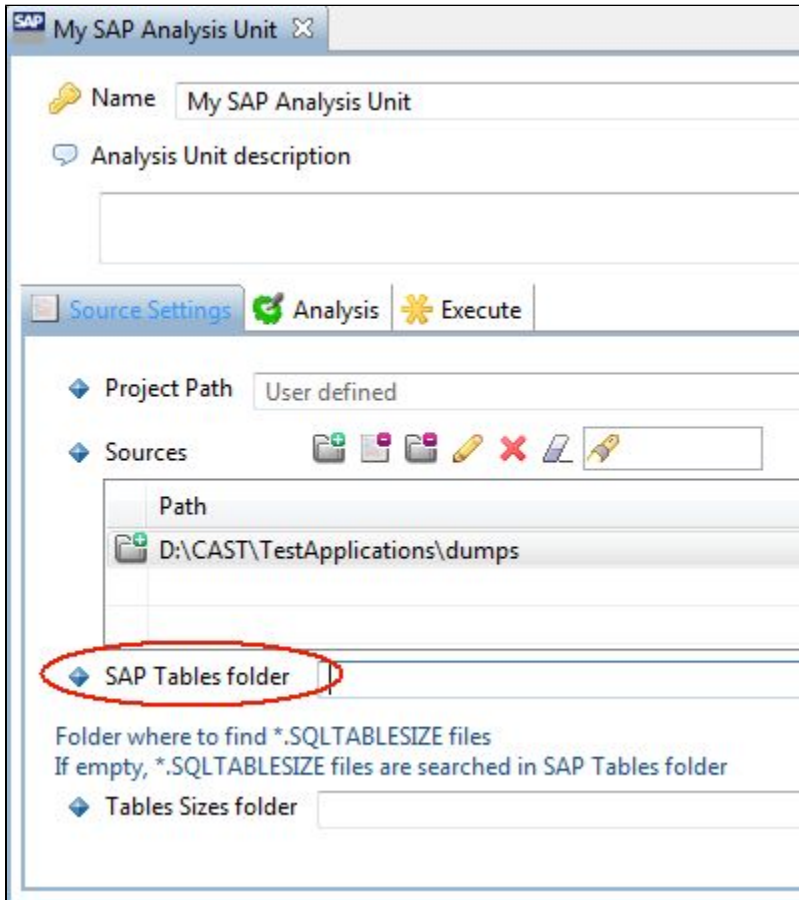 SAP My SAP Analysis Unit
Name My SAP Analysis Unit
Analysis Unit description
Source Settings Analysis Execute
Project Path User defined
Sources
Path
D:\CAST\TestApplications\dumps
SAP Tables folder
Folder where to find *.SQLTABLESIZE files
If empty, *.SQLTABLESIZE files are searched in SAP Tables folder
Tables Sizes folder